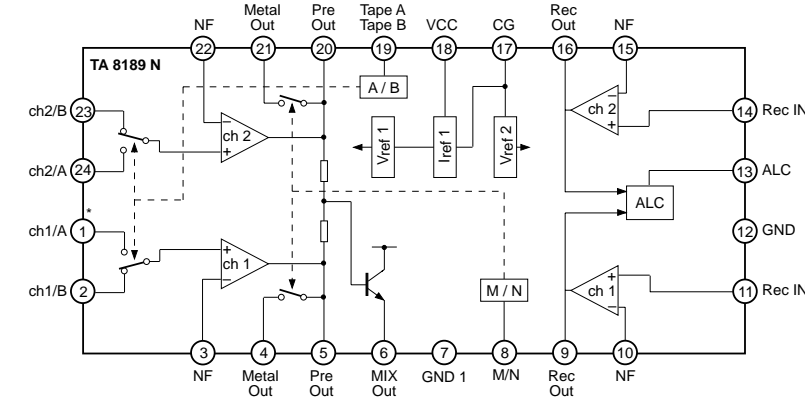 NF
Metal
Out
Pre
Out
Tape A
Tape B
VCC
CG
Rec
Out
NF
22
21
20
19
18
17
16
15
TA 8189 N
A / B
ch2/B
23
ch 2
Vref 1
Iref 1
Vref 2
ch 2
14
Rec IN
ch2/A
24
13
ALC
ALC
*
ch1/A
1
12
GND
ch 1
M / N
ch 1
ch1/B
2
11
Rec IN
3
4
5
6
7
8
9
10
NF
Metal
Out
Pre
Out
MIX
Out
GND 1
M/N
Rec
Out
NF